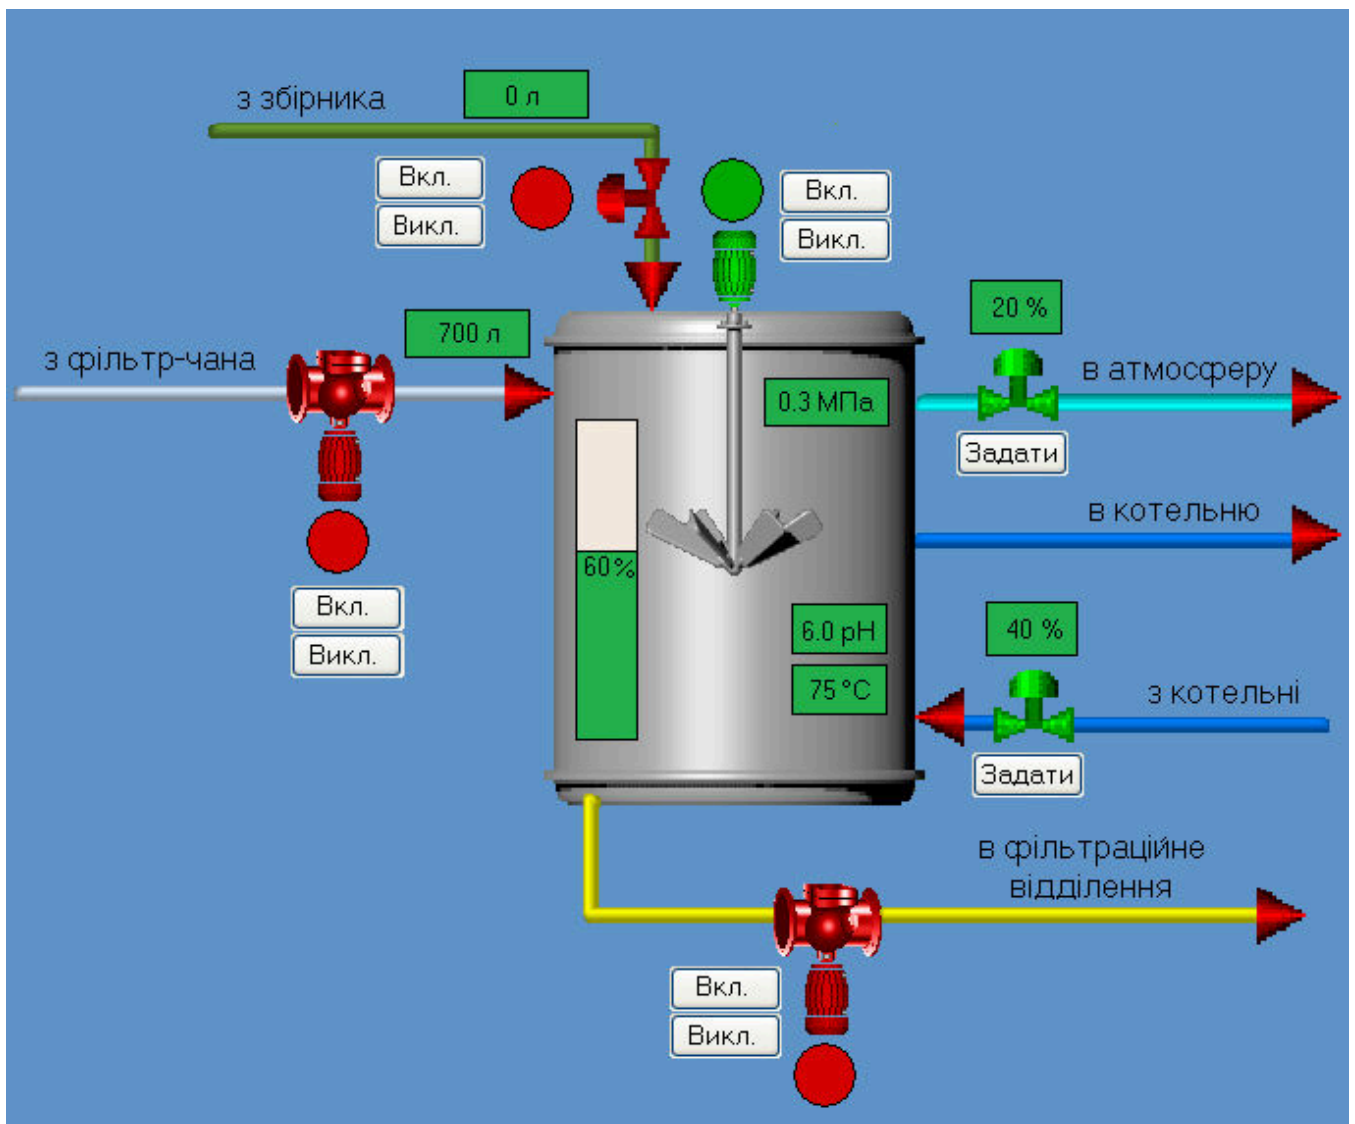 з збірника
0 л
Вкл.
Викл.
Вкл.
Викл.
з фільтр-чана
700 л
20 %
в атмосферу
Задати
0.3 МПа
в котельню
60%
Вкл.
Викл.
6.0 pH
75 °C
40 %
з котельні
Задати
в фільтраційне
відділення
Вкл.
Викл.